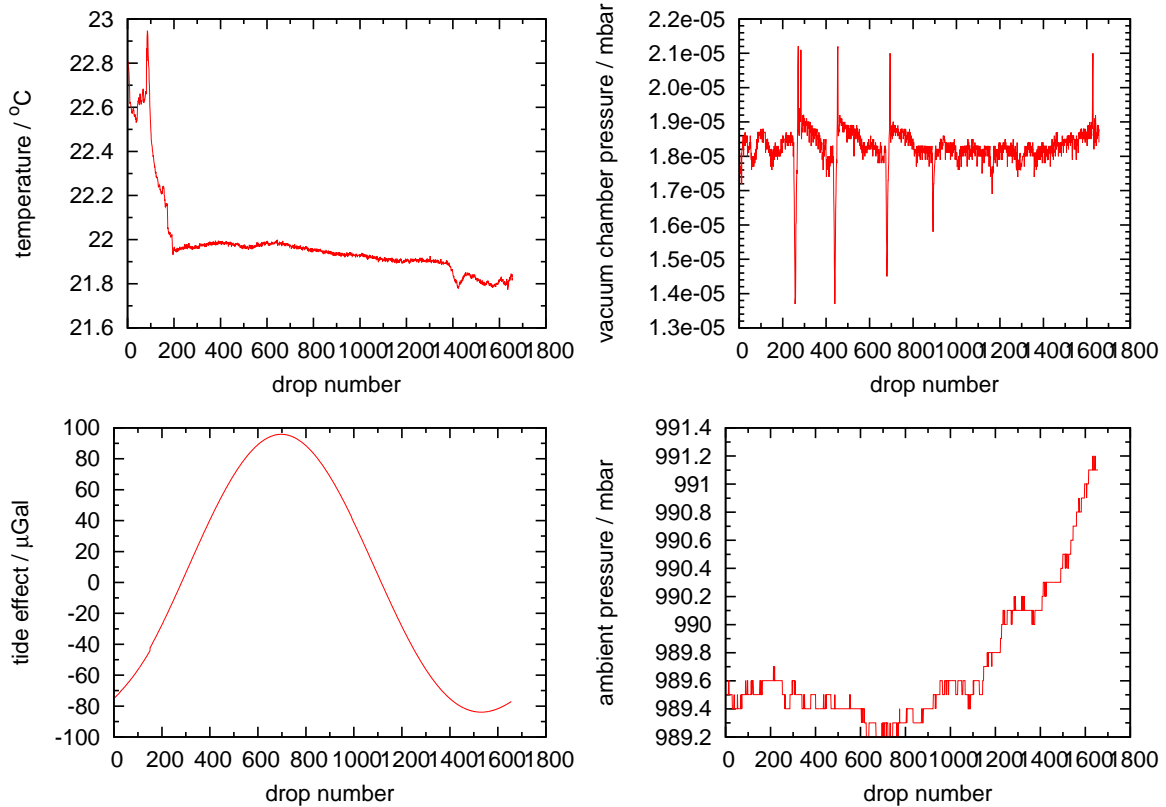 23
22.8
22.6
22.4
22.2
22
21.8
21.6
temperature / °C
0 200 400 600 800 1000 1200 1400 1600 1800
drop number
2.2e-05
2.1e-05
1.9e-05
1.8e-05
1.7e-05
1.5e-05
1.4e-05
1.3e-05
vacuum chamber pressure / mbar
0 200 400 600 800 1000 1200 1400 1600 1800
drop number
100
80
60
40
20
0
-20
-40
-60
-80
-100
tide effect / μGal
0 200 400 600 800 1000 1200 1400 1600 1800
drop number
991.4
991.2
991
990.8
990.6
990.4
990.2
990
989.8
989.6
989.4
989.2
ambient pressure / mbar
0 200 400 600 800 1000 1200 1400 1600 1800
drop number